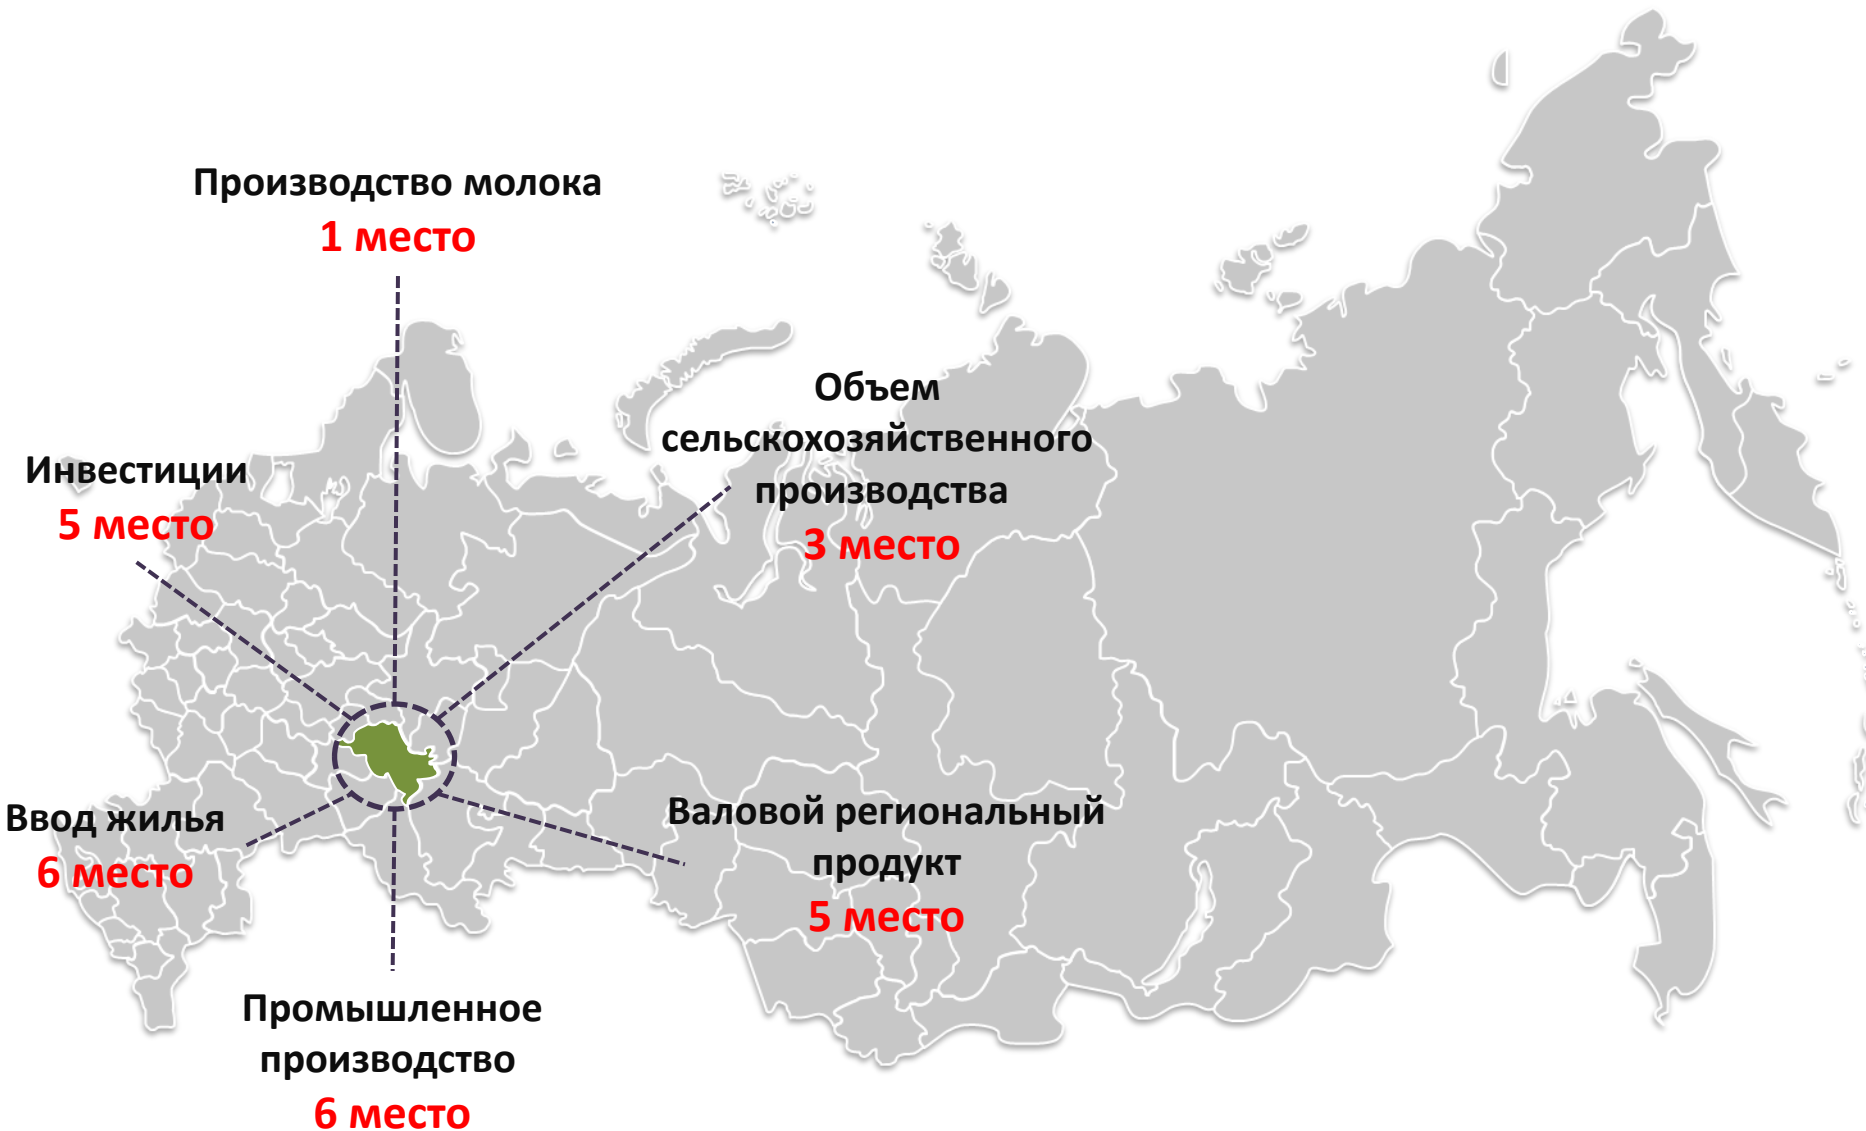 Производство молока
1 место
Объем
сельскохозяйственного
производства
3 место
Инвестиции
5 место
Ввод жилья
6 место
Валовой региональный
продукт
5 место
Промышленное
производство
6 место